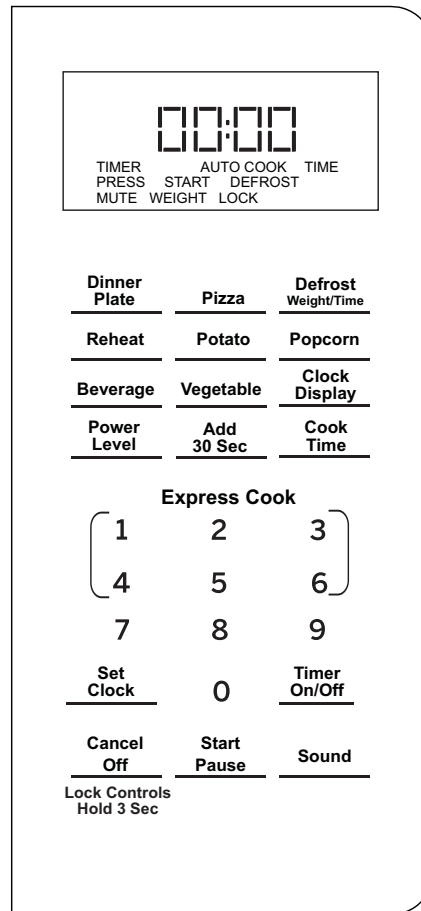 00:00
TIMER AUTO COOK TIME
PRESS START DEFROST
MUTE WEIGHT LOCK
Dinner Plate Pizza Defrost Weight/Time
Reheat Potato Popcorn
Beverage Vegetable Clock Display
Power Level Add 30 Sec Cook Time
Express Cook
1 2 3
4 5 6
7 8 9
Set Clock 0 Timer On/Off
Cancel Off Start Pause Sound
Lock Controls
Hold 3 Sec